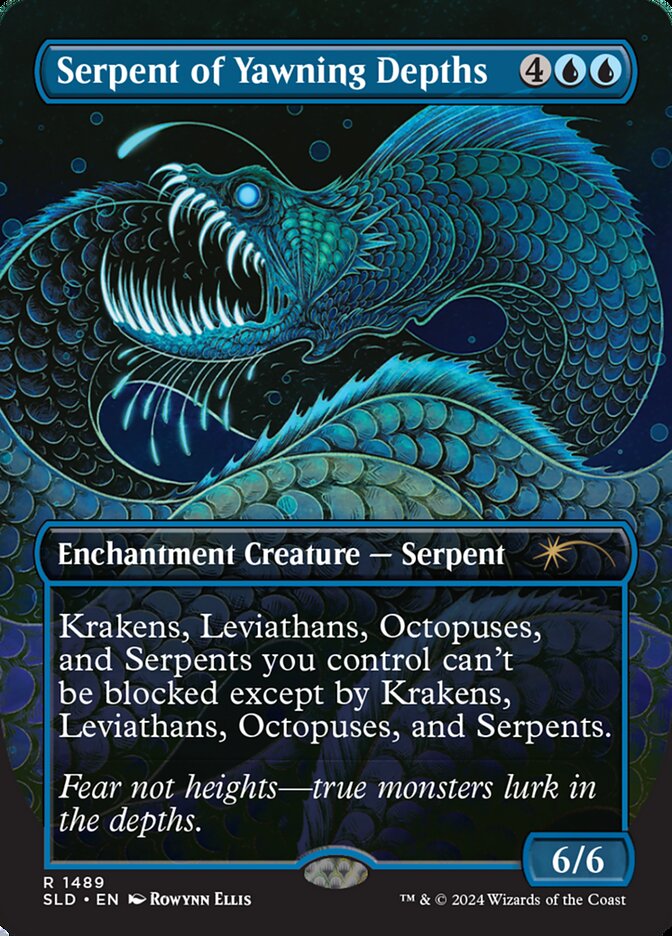 Serpent of Yawning Depths 4
Enchantment Creature — Serpent
Krakens, Leviathans, Octopuses,
and Serpents you control can't
be blocked except by Krakens,
Leviathans, Octopuses, and Serpents.
Fear not heights—true monsters lurk in
the depths.
6/6
R 1489
SLD • EN Rowynn Ellis
™ & © 2024 Wizards of the Coast